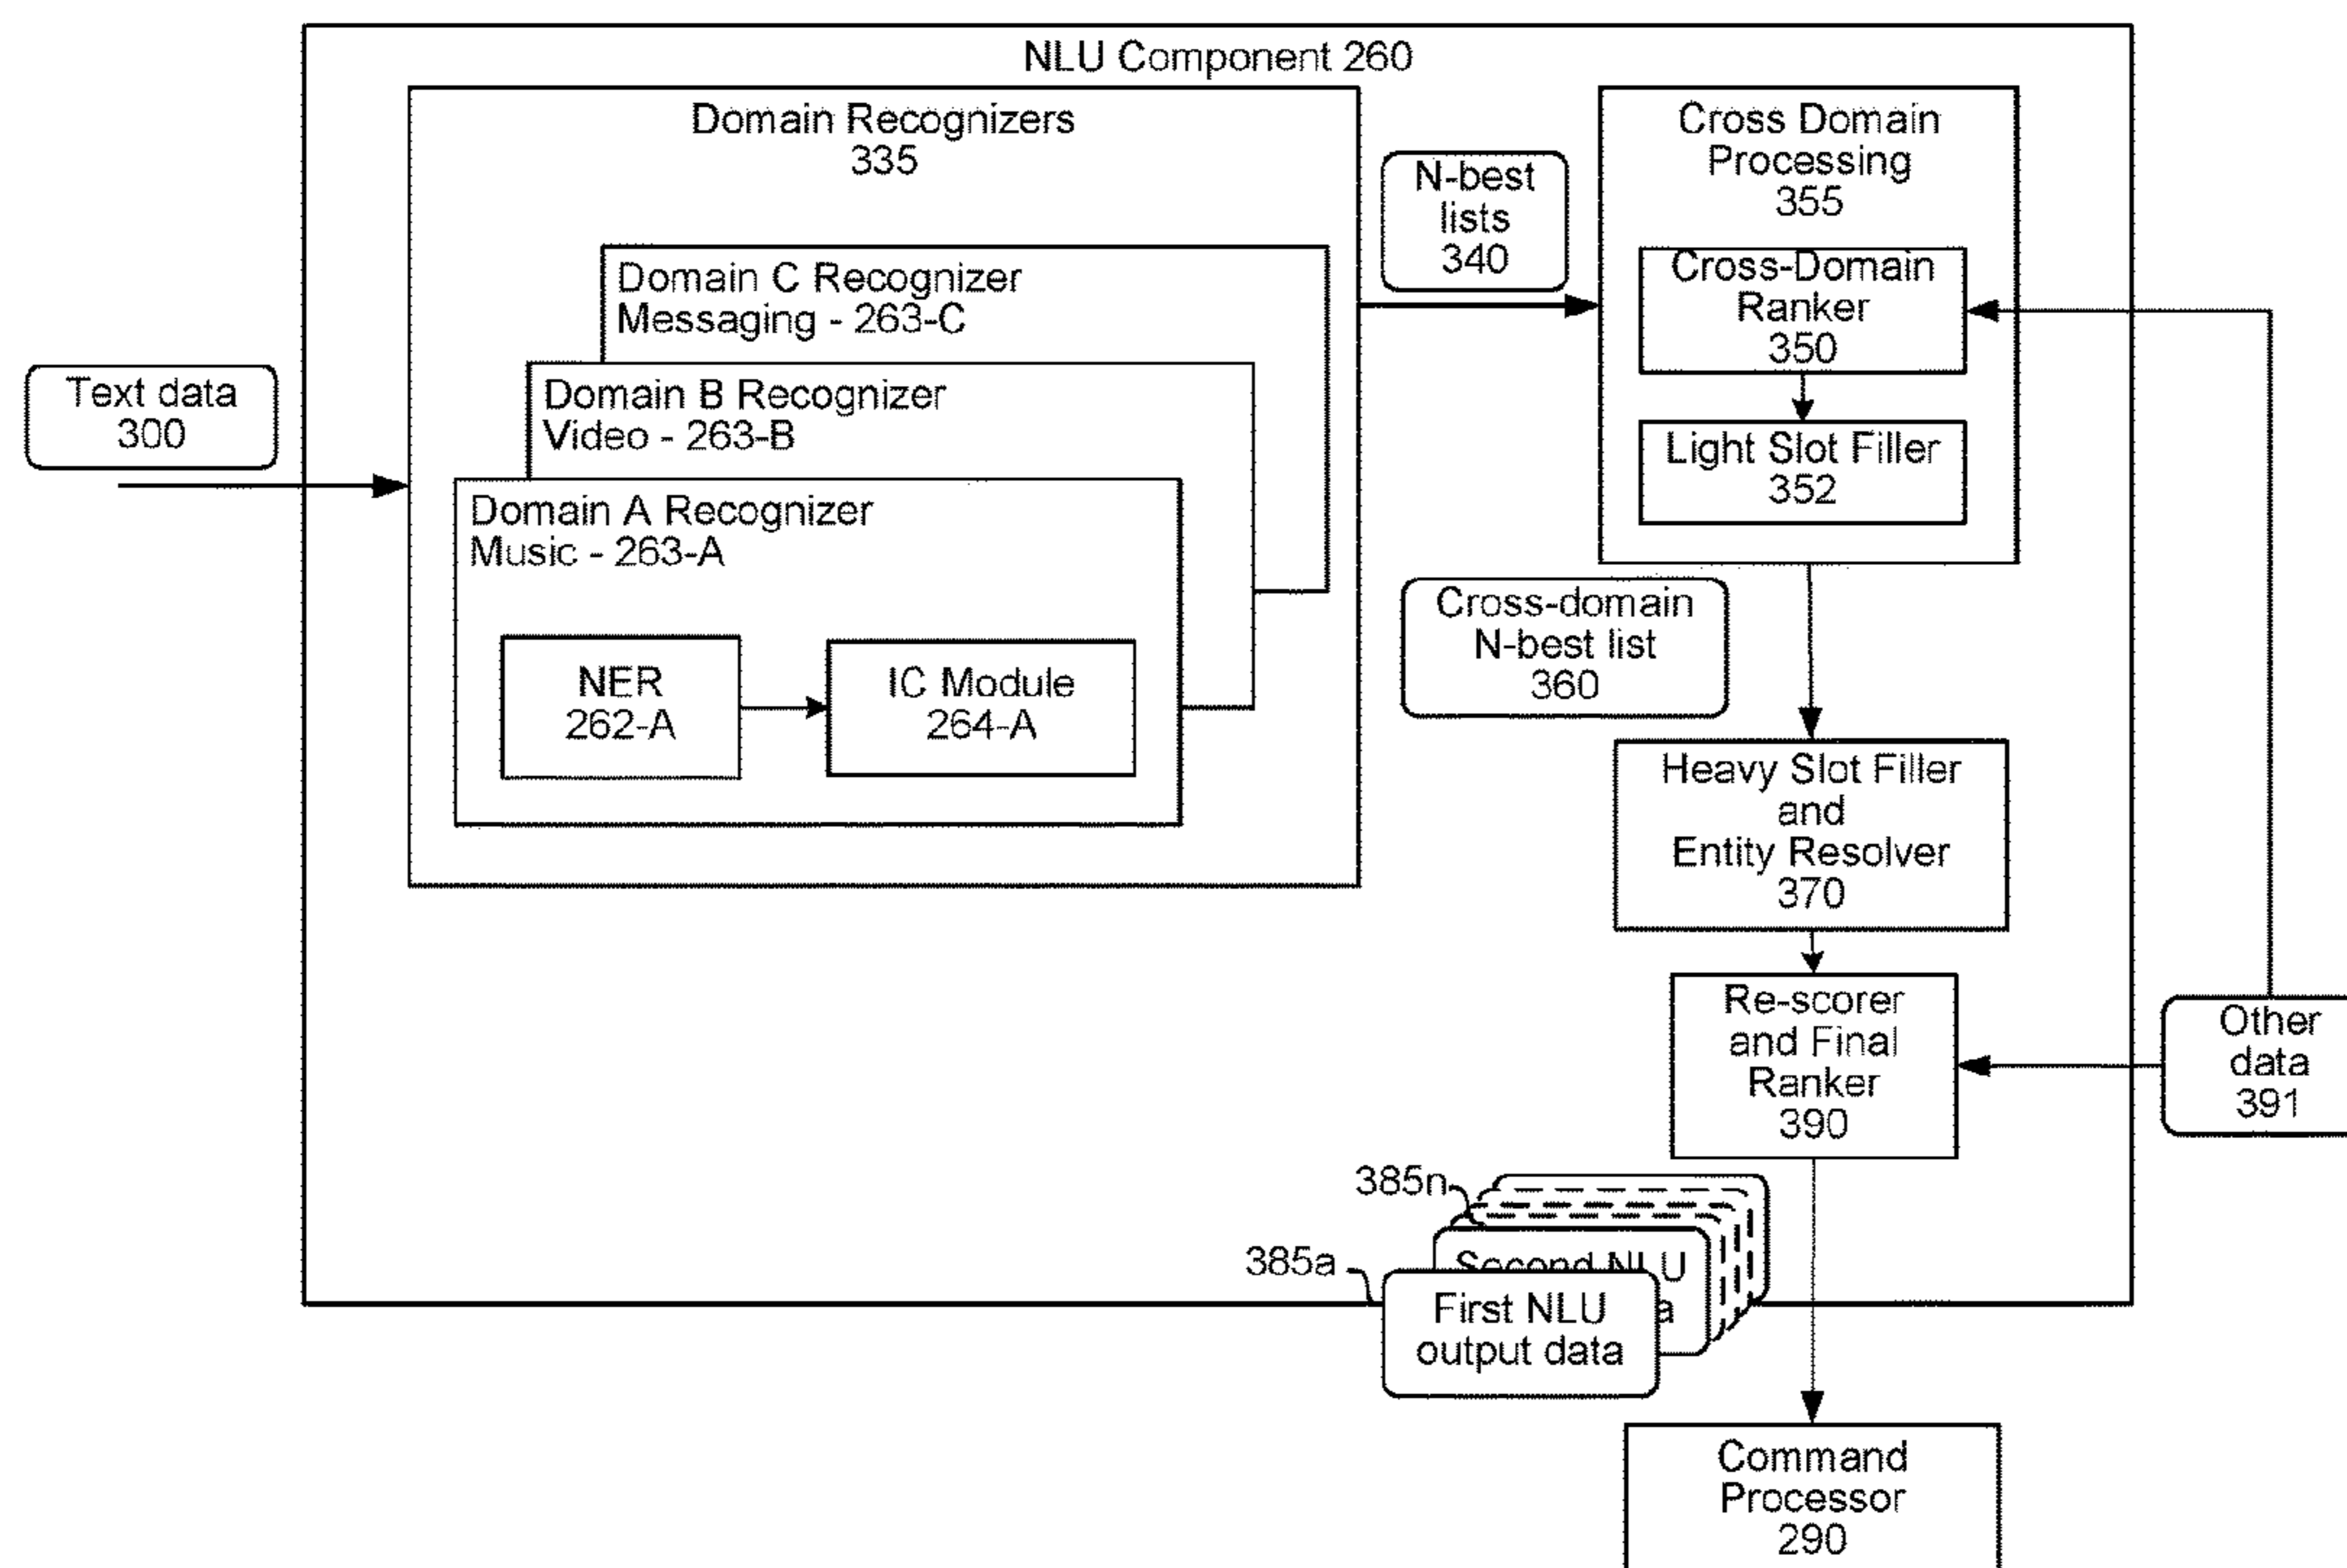 NLU Component 260
Domain Recognizers
335
Domain C Recognizer
Messaging - 263-C
Domain B Recognizer
Video - 263-B
Domain A Recognizer
Music - 263-A
NER
262-A
IC Module
264-A
Text data
300
N-best
lists
340
Cross Domain
Processing
355
Cross-Domain
Ranker
350
Light Slot Filler
352
Cross-domain
N-best list
360
Heavy Slot Filler
and
Entity Resolver
370
Re-scorer
and Final
Ranker
390
Other
data
391
385n
385a
Second NLU
First NLU
output data
Command
Processor
290